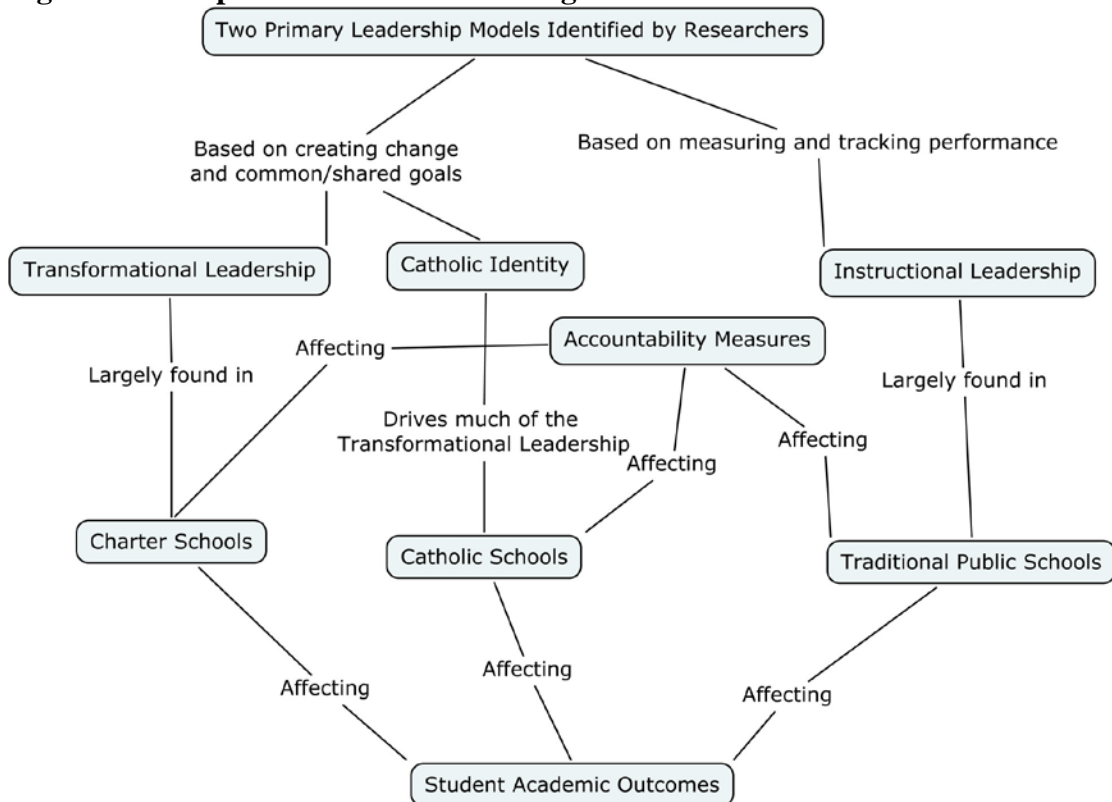 Two Primary Leadership Models Identified by Researchers
Based on creating change
and common/shared goals
Based on measuring and tracking performance
Transformational Leadership
Catholic Identity
Instructional Leadership
Accountability Measures
Affecting
Largely found in
Largely found in
Drives much of the
Transformational Leadership
Affecting
Affecting
Charter Schools
Catholic Schools
Traditional Public Schools
Affecting
Affecting
Affecting
Student Academic Outcomes